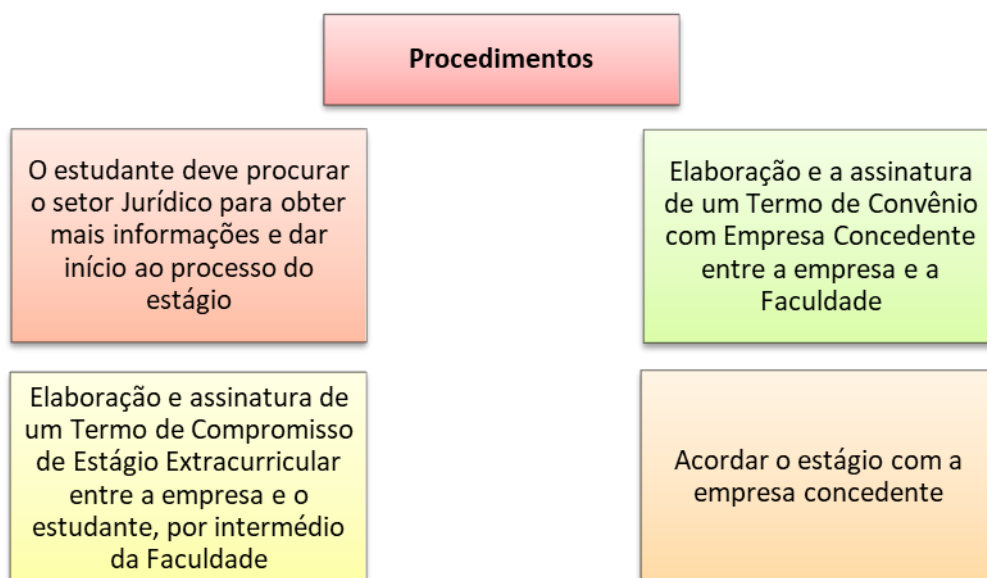 Procedimentos
O estudante deve procurar
o setor Jurídico para obter
mais informações e dar
início ao processo do
estágio
Elaboração e a assinatura
de um Termo de Convênio
com Empresa Concedente
entre a empresa e a
Faculdade
Elaboração e assinatura de
um Termo de Compromisso
de Estágio Extracurricular
entre a empresa e o
estudante, por intermédio
da Faculdade
Acordar o estágio com a
empresa concedente